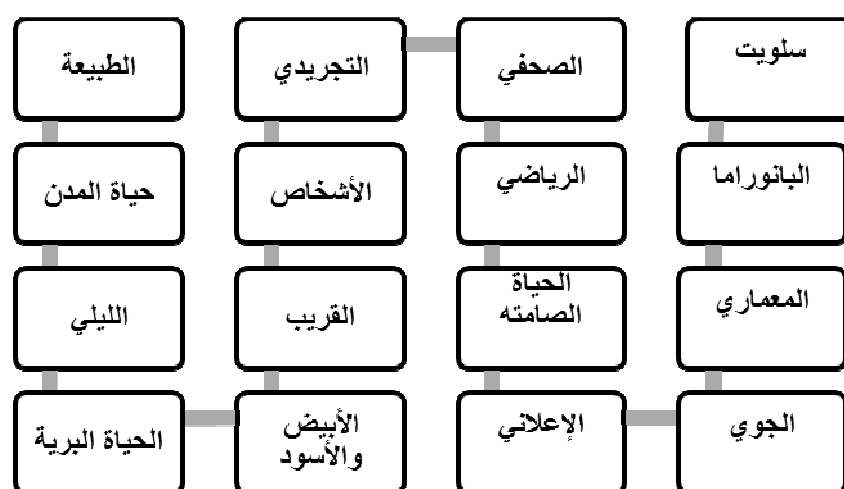 سلويت
الصحفي
التجريدي
الطبيعة
البانوراما
الرياضي
الأشخاص
حياة المدن
المعماري
الحياة
الصامته
القريب
الليلي
الجوي
الإعلاني
الأبيض
والأسود
الحياة البرية